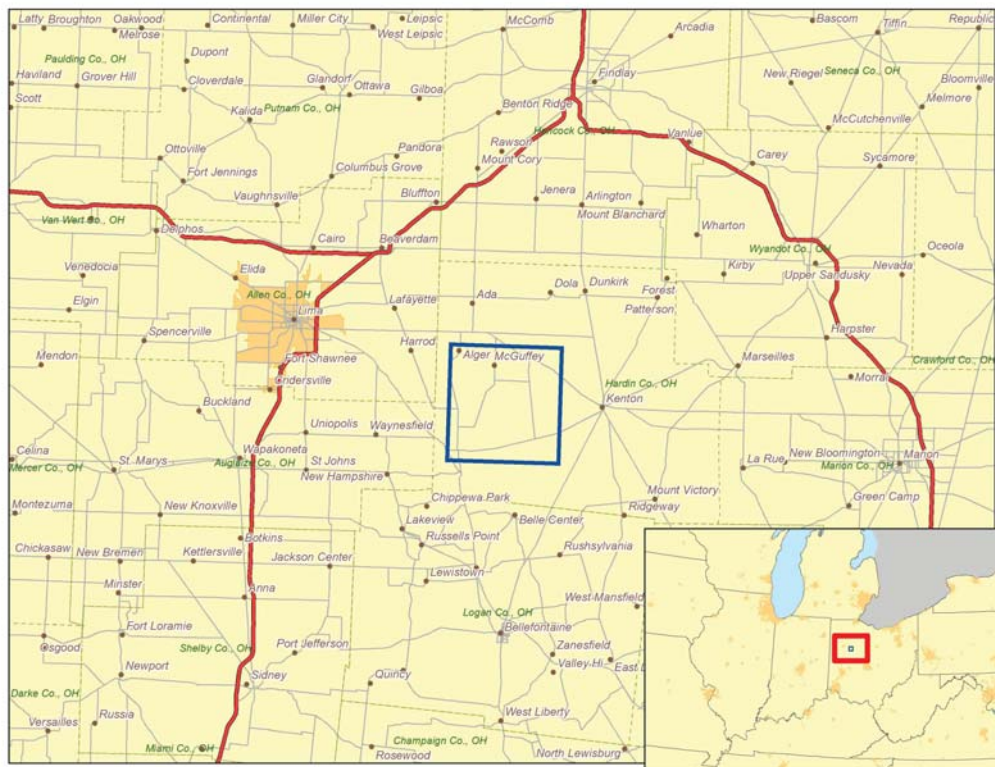 Latty Broughton Oakwood Continental Miller City Leipsic McComb Arcadia Bascom Tiffin Republic
Melrose West Leipsic
Paulding Co., OH Dupont Findlay Seneca Co., OH
Haviland Grover Hill Cloverdale Glandorf Ottawa Gilboa Benton Ridge New Riegel Bloomville
Scott Putnam Co., OH Melmore
Kalida Hancock Co., OH Vanlue McCutchenville
Ottoville Pandora Rawson Carey Sycamore
Fort Jennings Columbus Grove Mount Cory
Vaughnsville Bluffton Jenera Arlington
Van Wert Co., OH Mount Blanchard Wharton
Delphos Cairo Beaverdam Wyandot Co., OH Oceola
Venedocia Elida Kirby Upper Sandusky Nevada
Allen Co., OH Dola Dunkirk Forest
Elgin Lima Lafayette Ada Patterson
Spencerville Harpster
Mendon Fort Shawnee Harrod Alger McGuffey Marseilles Crawford Co., OH
Cridersville Hardin Co., OH Morral
Buckland Kenton
Uniopolis Waynesfield
Celina Wapakoneta New Bloomington Marion
Mercer Co., OH St. Marys Auglaize Co., OH St Johns La Rue Marion Co., OH
New Hampshire
Montezuma New Knoxville Chippewa Park Mount Victory Green Camp
Lakeview Belle Center Ridgeway
Botkins Russells Point
Chickasaw New Bremen Kettlersville Jackson Center Rushsylvania
Minster Lewistown
Anna West Mansfield
Logan Co., OH
Fort Loramie Bellefontaine
Osgood Shelby Co., OH Port Jefferson Zanesfield
Newport Valley Hi East L
Darke Co., OH Sidney Quincy
Versailles Russia West Liberty
Miami Co., OH Champaign Co., OH North Lewisburg
Rosewood